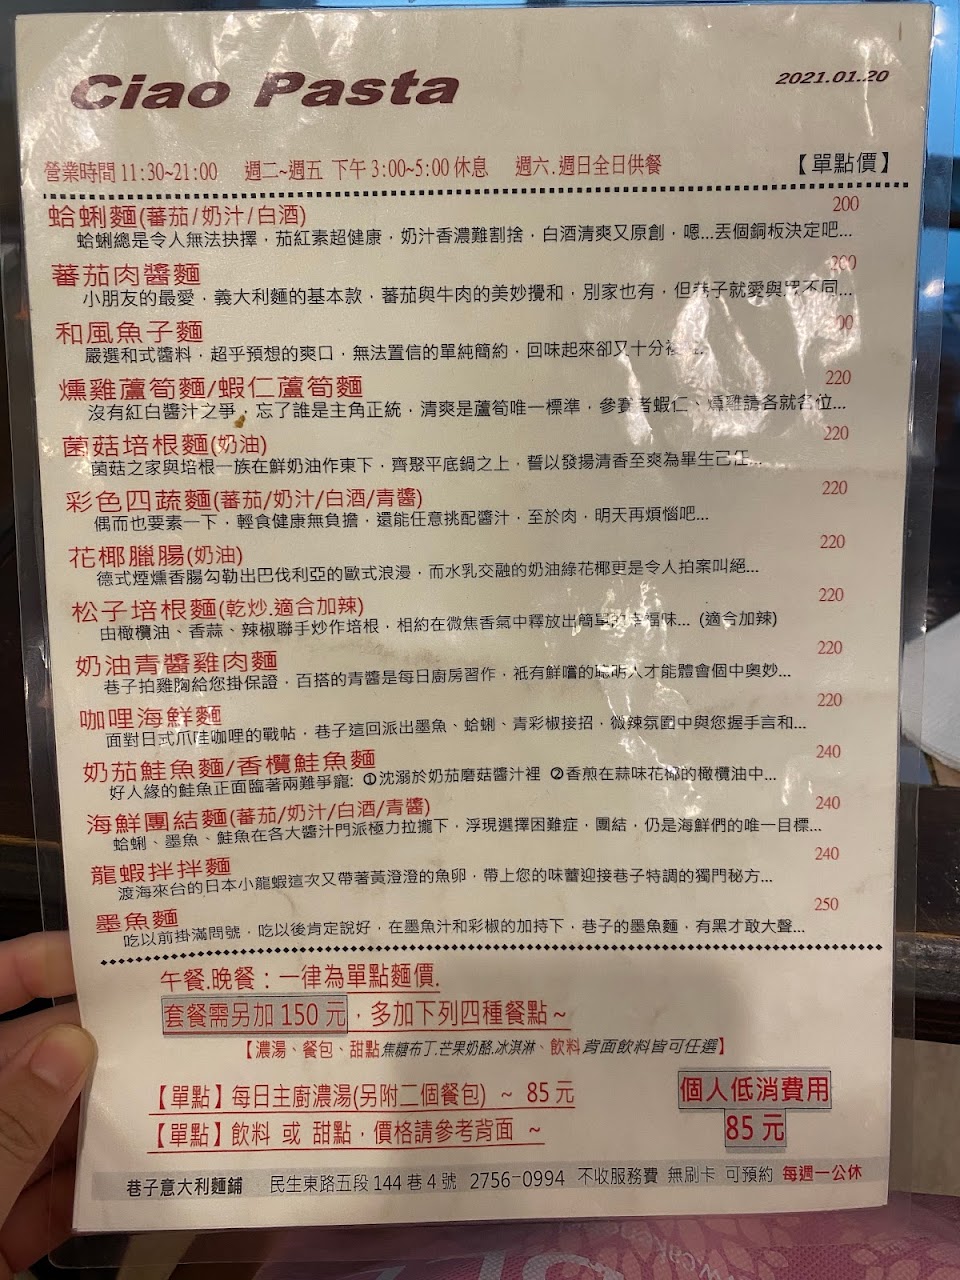 Ciao Pasta
2021.01.20
營業時間 11:30~21:00 週二~週五 下午 3:00~5:00 休息 週六.週日全日供餐 【單點價】
蛤蜊麵(蕃茄/奶汁/白酒) 200
蛤蜊總是令人無法抉擇，茄紅素超健康，奶汁香濃難割捨，白酒清爽又原創，嗯...丟個銅板決定吧...
蕃茄肉醬麵 200
小朋友的最愛．義大利麵的基本款，蕃茄與牛肉的美妙攪和，別家也有，但巷子就愛與眾不同...
和風魚子麵
嚴選和式醬料，超乎預想的爽口，無法置信的單純簡約．回味起來卻又十分
燻雞蘆筍麵/蝦仁蘆筍麵 220
沒有紅白醬汁之爭，忘了誰是主角正統，清爽是蘆筍唯一標準，參賽者蝦仁、燻雞請各就各位...
菌菇培根麵(奶油) 220
菌菇之家與培根一族在鮮奶油作東下，齊聚平底鍋之上，誓以發揚清香至爽為畢生己任...
彩色四蔬麵(蕃茄/奶汁/白酒/青醬) 220
偶而也要素一下，輕食健康無負擔，還能任意挑配醬汁，至於肉，明天再煩惱吧...
花椰臘腸(奶油) 220
德式煙燻香腸勾勒出巴伐利亞的歐式浪漫，而水乳交融的奶油綠花椰更是令人拍案叫絕...
松子培根麵(乾炒.適合加辣) 220
由橄欖油、香蒜、辣椒聯手炒作培根，相約在微焦香氣中釋放出簡單的幸福味... (適合加辣)
奶油青醬雞肉麵 220
巷子拍雞胸給您掛保證，百搭的青醬是每日廚房習作，祇有鮮嚐的聰明人才能體會個中奧妙...
咖哩海鮮麵 220
面對日式爪哇咖哩的戰帖，巷子這回派出墨魚、蛤蜊、青彩椒接招，微辣氛圍中與您握手言和...
奶茄鮭魚麵/香欖鮭魚麵 240
好人緣的鮭魚正面臨著兩難爭寵: ❶沈溺於奶茄磨菇醬汁裡 ❷香煎在蒜味花椰的橄欖油中...
海鮮團結麵(蕃茄/奶汁/白酒/青醬) 240
蛤蜊、墨魚、鮭魚在各大醬汁門派極力拉攏下，浮現選擇困難症，團結，仍是海鮮們的唯一目標...
龍蝦拌拌麵 240
渡海來台的日本小龍蝦這次又帶著黃澄澄的魚卵，帶上您的味蕾迎接巷子特調的獨門秘方...
墨魚麵 250
吃以前掛滿問號，吃以後肯定說好，在墨魚汁和彩椒的加持下，巷子的墨魚麵，有黑才敢大聲...
午餐.晚餐：一律為單點麵價.
套餐需另加 150 元，多加下列四種餐點~
【濃湯、餐包、甜點焦糖布丁.芒果奶酪.冰淇淋、飲料背面飲料皆可任選】
【單點】每日主廚濃湯(另附二個餐包) ~ 85 元
【單點】飲料 或 甜點，價格請參考背面 ~
個人低消費用
85 元
巷子意大利麵舖 民生東路五段 144 巷 4 號 2756-0994 不收服務費 無刷卡 可預約 每週一公休